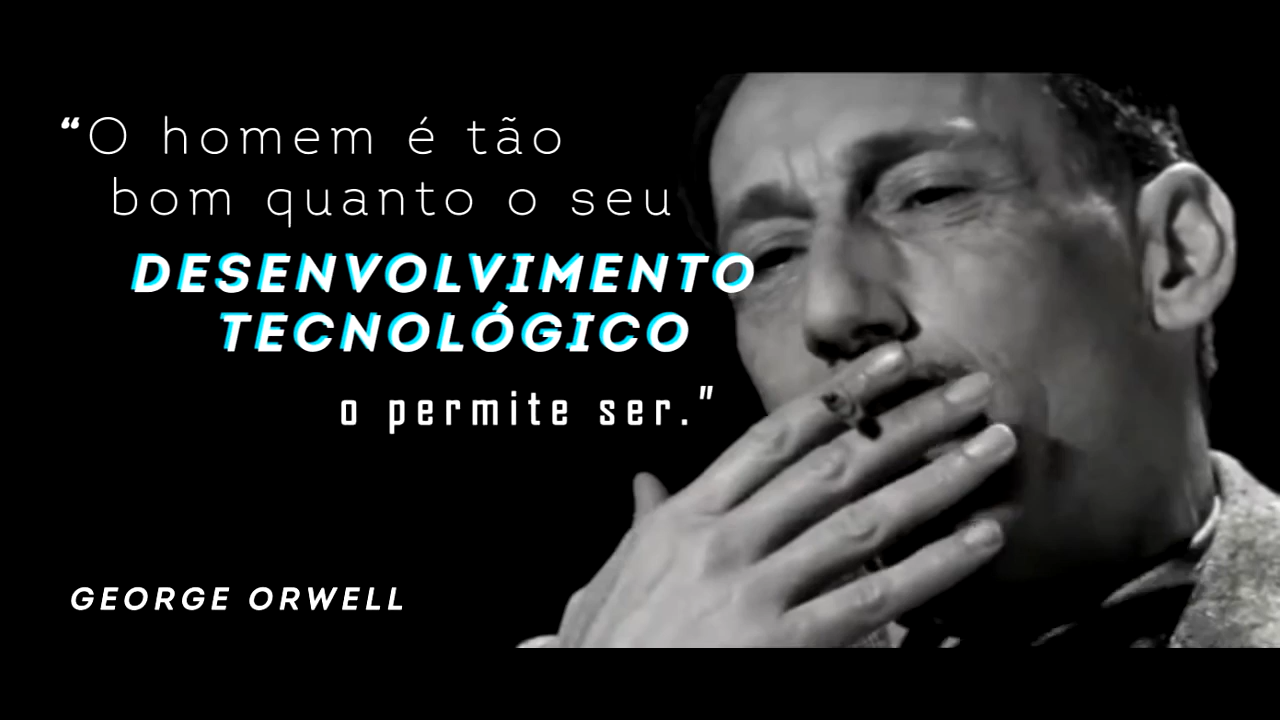 “O homem é tão
bom quanto o seu
DESENVOLVIMENTO
TECNOLÓGICO
o permite ser."
GEORGE ORWELL